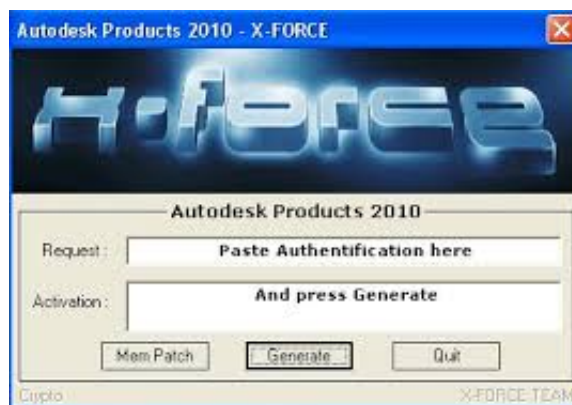 Autodesk Products 2010 - X-FORCE
x-force
Autodesk Products 2010
Request :
Paste Authentification here
Activation :
And press Generate
Mem Patch
Generate
Quit
Crypto
X-FORCE TEAM